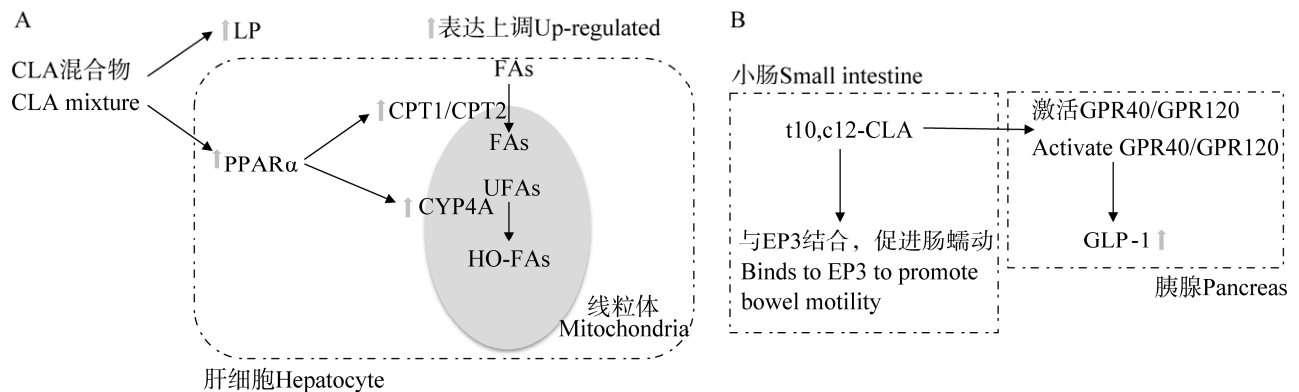 A
↑LP
↑表达上调Up-regulated
CLA混合物
CLA mixture
FAs
↑CPT1/CPT2
FAs
↑PPARα
UFAs
↑ CYP4A
HO-FAs
线粒体
Mitochondria
肝细胞Hepatocyte
B
小肠Small intestine
t10,c12-CLA
激活GPR40/GPR120
Activate GPR40/GPR120
与EP3结合，促进肠蠕动
Binds to EP3 to promote
bowel motility
GLP-1↑
胰腺Pancreas